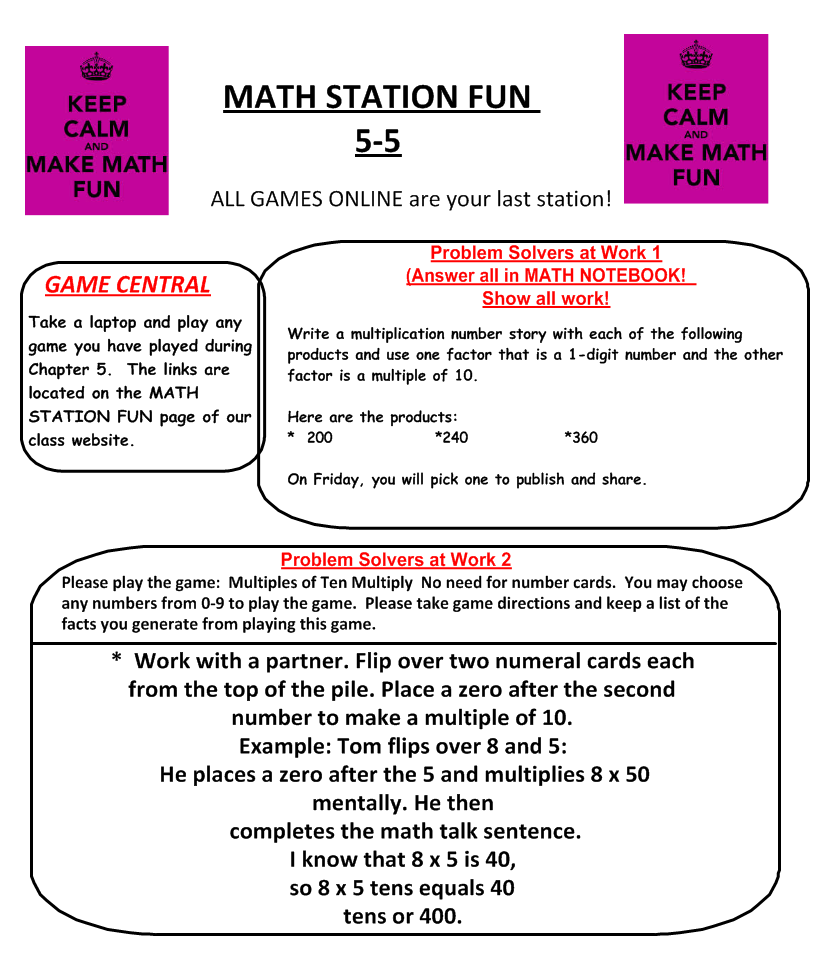 KEEP
CALM
AND
MAKE MATH
FUN
MATH STATION FUN
5-5
ALL GAMES ONLINE are your last station!
KEEP
CALM
AND
MAKE MATH
FUN
GAME CENTRAL
Take a laptop and play any
game you have played during
Chapter 5.  The links are
located on the MATH
STATION FUN page of our
class website.
Problem Solvers at Work 1
(Answer all in MATH NOTEBOOK!
Show all work!
Write a multiplication number story with each of the following
products and use one factor that is a 1-digit number and the other
factor is a multiple of 10.
Here are the products:
*  200 *240 *360
On Friday, you will pick one to publish and share.
Problem Solvers at Work 2
Please play the game:  Multiples of Ten Multiply  No need for number cards.  You may choose
any numbers from 0-9 to play the game.  Please take game directions and keep a list of the
facts you generate from playing this game.
*  Work with a partner. Flip over two numeral cards each
from the top of the pile. Place a zero after the second
number to make a multiple of 10.
Example: Tom flips over 8 and 5:
He places a zero after the 5 and multiplies 8 x 50
mentally. He then
completes the math talk sentence.
I know that 8 x 5 is 40,
so 8 x 5 tens equals 40
tens or 400.